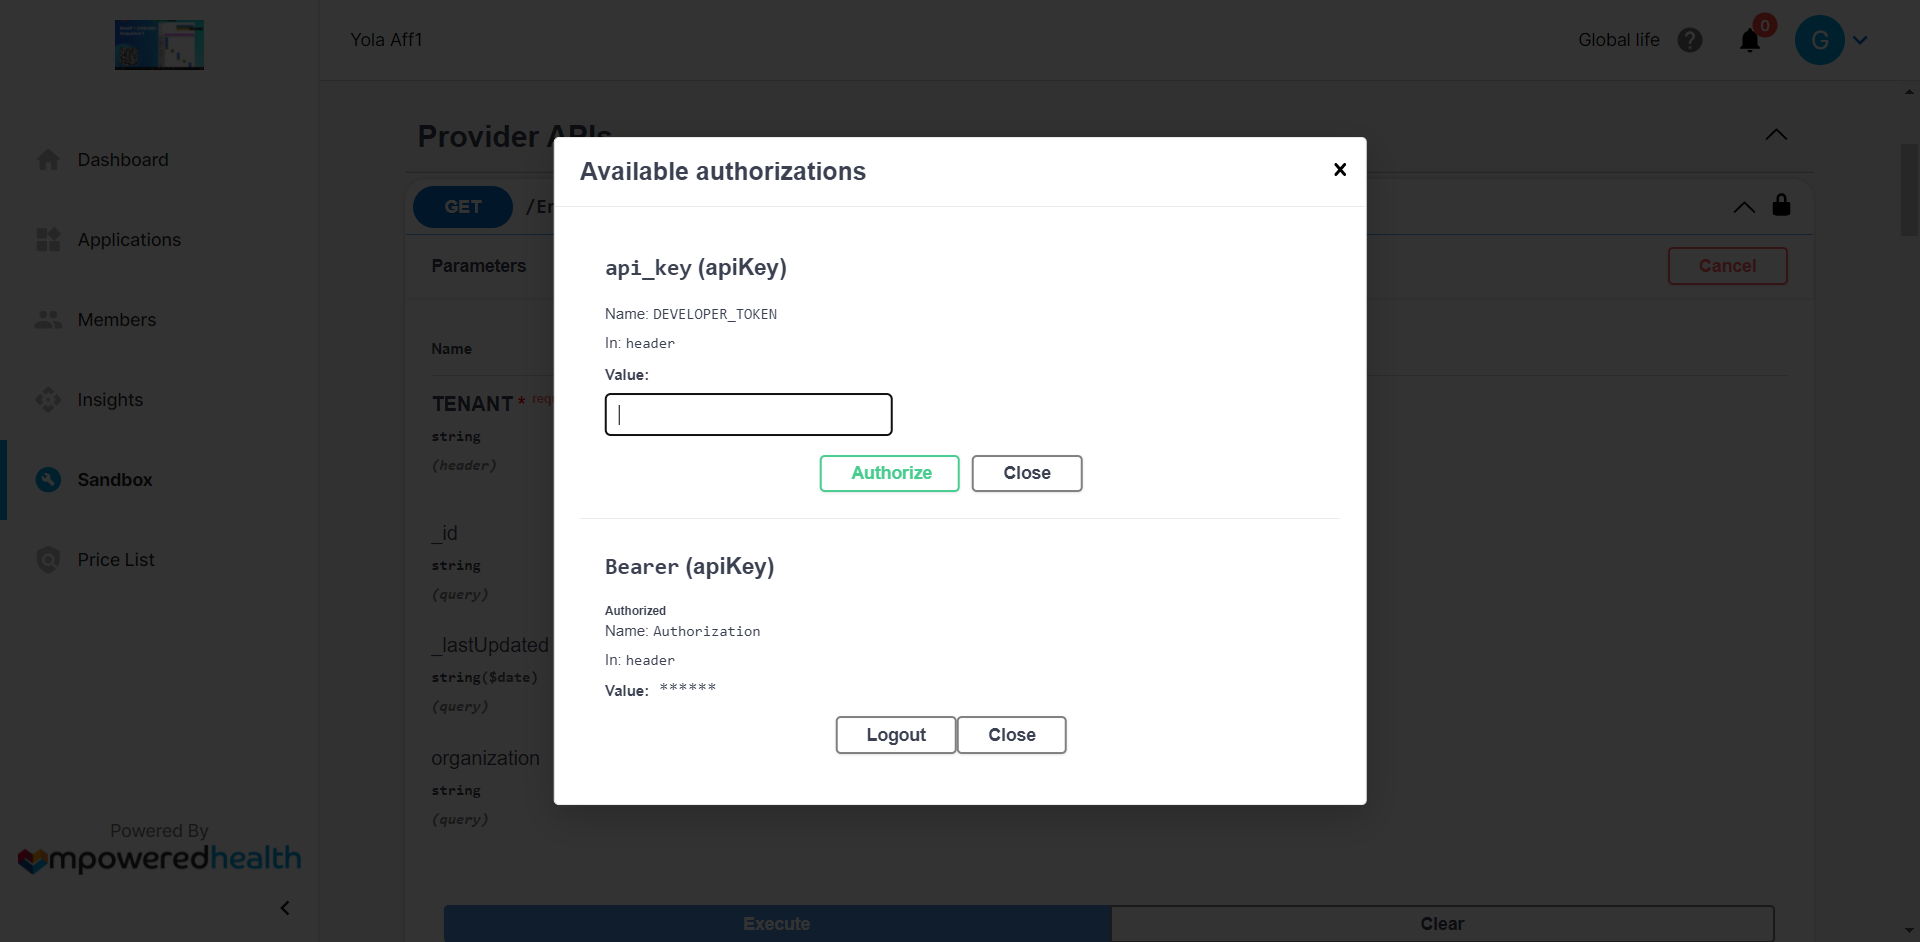 Yola Aff1
Global life
0
G
Dashboard
Applications
Members
Insights
Sandbox
Price List
Powered By
mpoweredhealth
Provider APIs
GET
Parameters
Cancel
Name
TENANT *
string
(header)
_id
string
(query)
_lastUpdated
string($date)
(query)
organization
string
(query)
Execute
Clear
Available authorizations
api_key (apiKey)
Name: DEVELOPER_TOKEN
In: header
Value:
Authorize
Close
Bearer (apiKey)
Authorized
Name: Authorization
In: header
Value: ******
Logout
Close